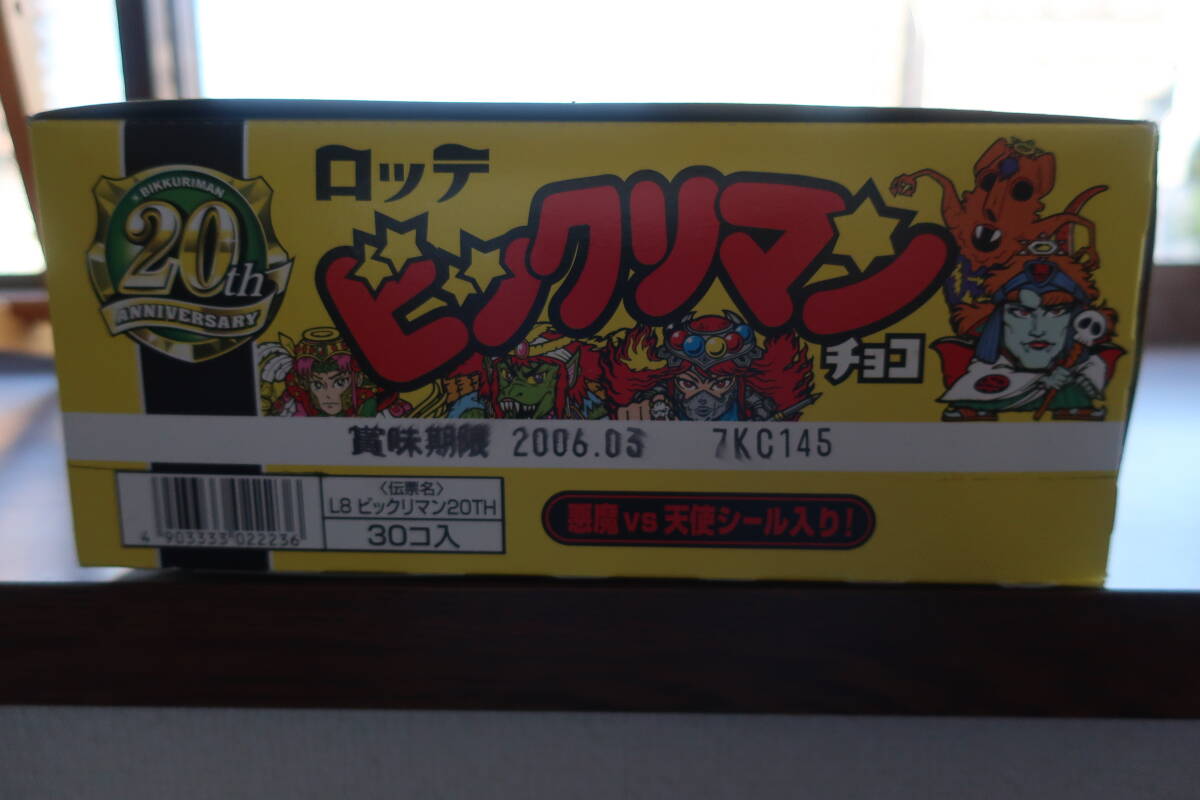 BIKKURIMAN
20th
ANNIVERSARY
ロッテ
ビックリマン
チョコ
賞味期限 2006.03 7KC145
4 903333 022236
〈伝票名〉
L8 ビックリマン20TH
30コ入
悪魔vs天使シール入り!